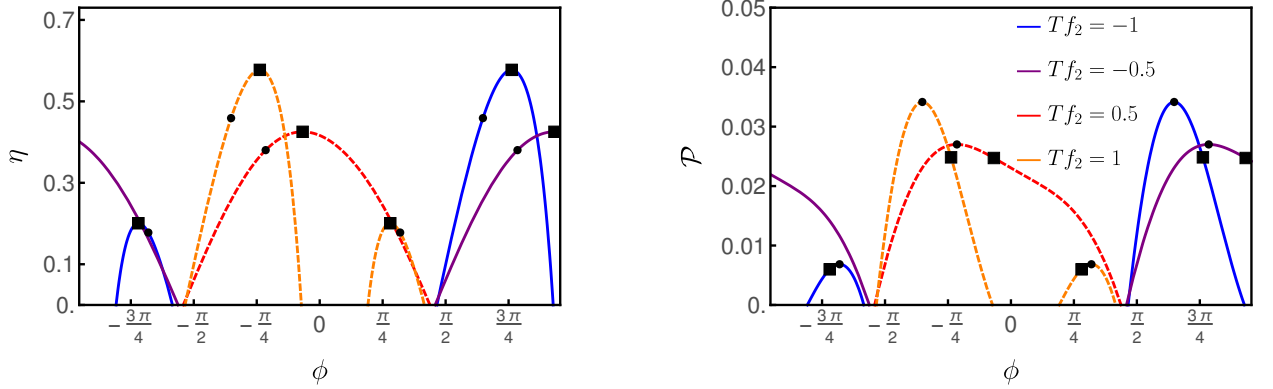 0.7
0.5
0.3
0.1
0.
η
-3π/4
-π/2
-π/4
0
π/4
π/2
3π/4
ϕ
0.05
0.04
0.03
0.02
0.01
0.
𝒫
Tf₂ = −1
Tf₂ = −0.5
Tf₂ = 0.5
Tf₂ = 1
-3π/4
-π/2
-π/4
0
π/4
π/2
3π/4
ϕ